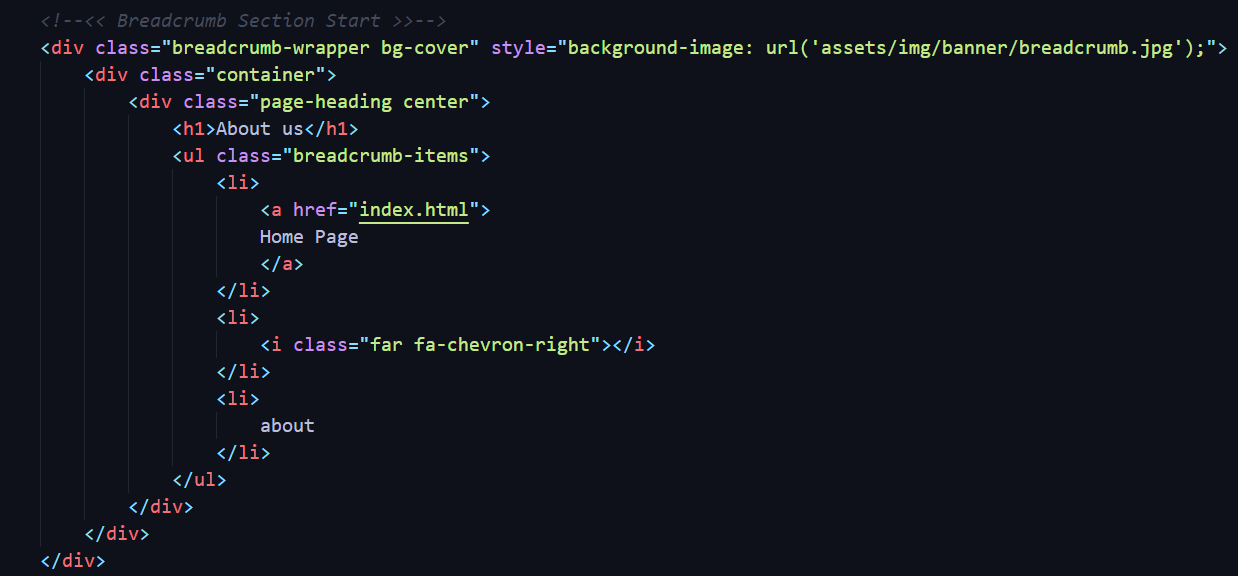 <!--<< Breadcrumb Section Start >>-->
<div class="breadcrumb-wrapper bg-cover" style="background-image: url('assets/img/banner/breadcrumb.jpg');">
    <div class="container">
        <div class="page-heading center">
            <h1>About us</h1>
            <ul class="breadcrumb-items">
                <li>
                    <a href="index.html">
                    Home Page
                    </a>
                </li>
                <li>
                    <i class="far fa-chevron-right"></i>
                </li>
                <li>
                    about
                </li>
            </ul>
        </div>
    </div>
</div>